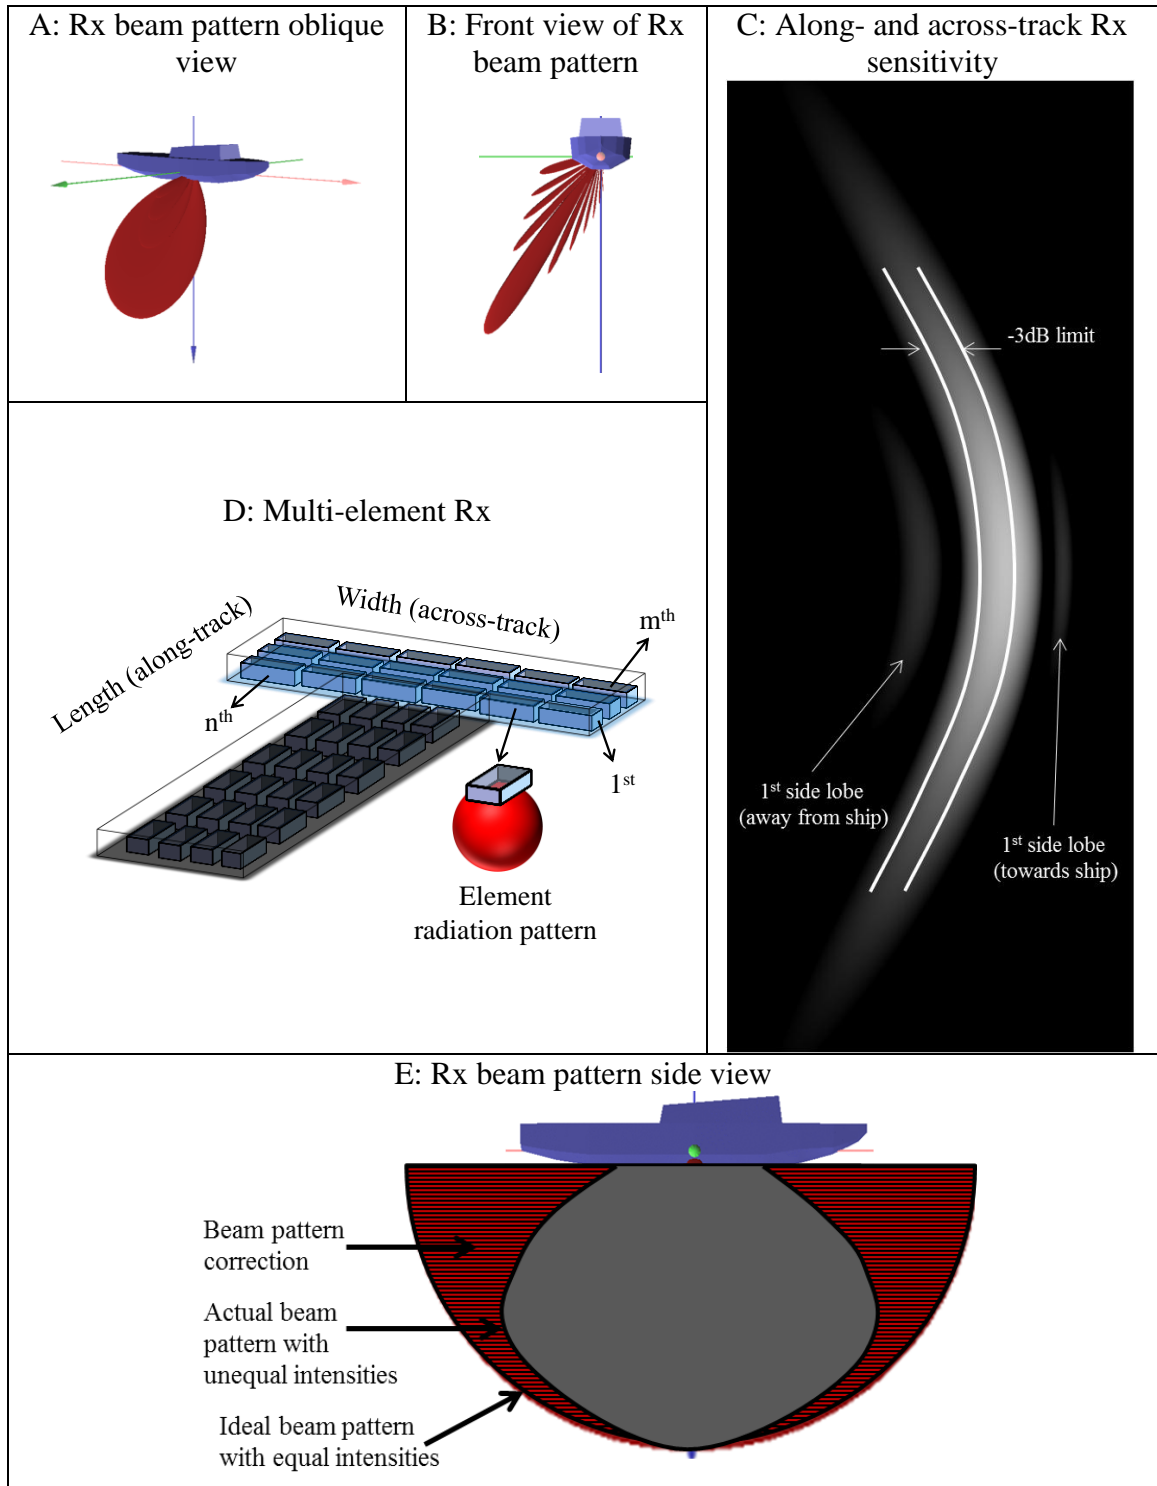 A: Rx beam pattern oblique
view
B: Front view of Rx
beam pattern
C: Along- and across-track Rx
sensitivity
-3dB limit
1st side lobe
(away from ship)
1st side lobe
(towards ship)
D: Multi-element Rx
Width (across-track)
Length (along-track)
mth
nth
1st
Element
radiation pattern
E: Rx beam pattern side view
Beam pattern
correction
Actual beam
pattern with
unequal intensities
Ideal beam pattern
with equal intensities